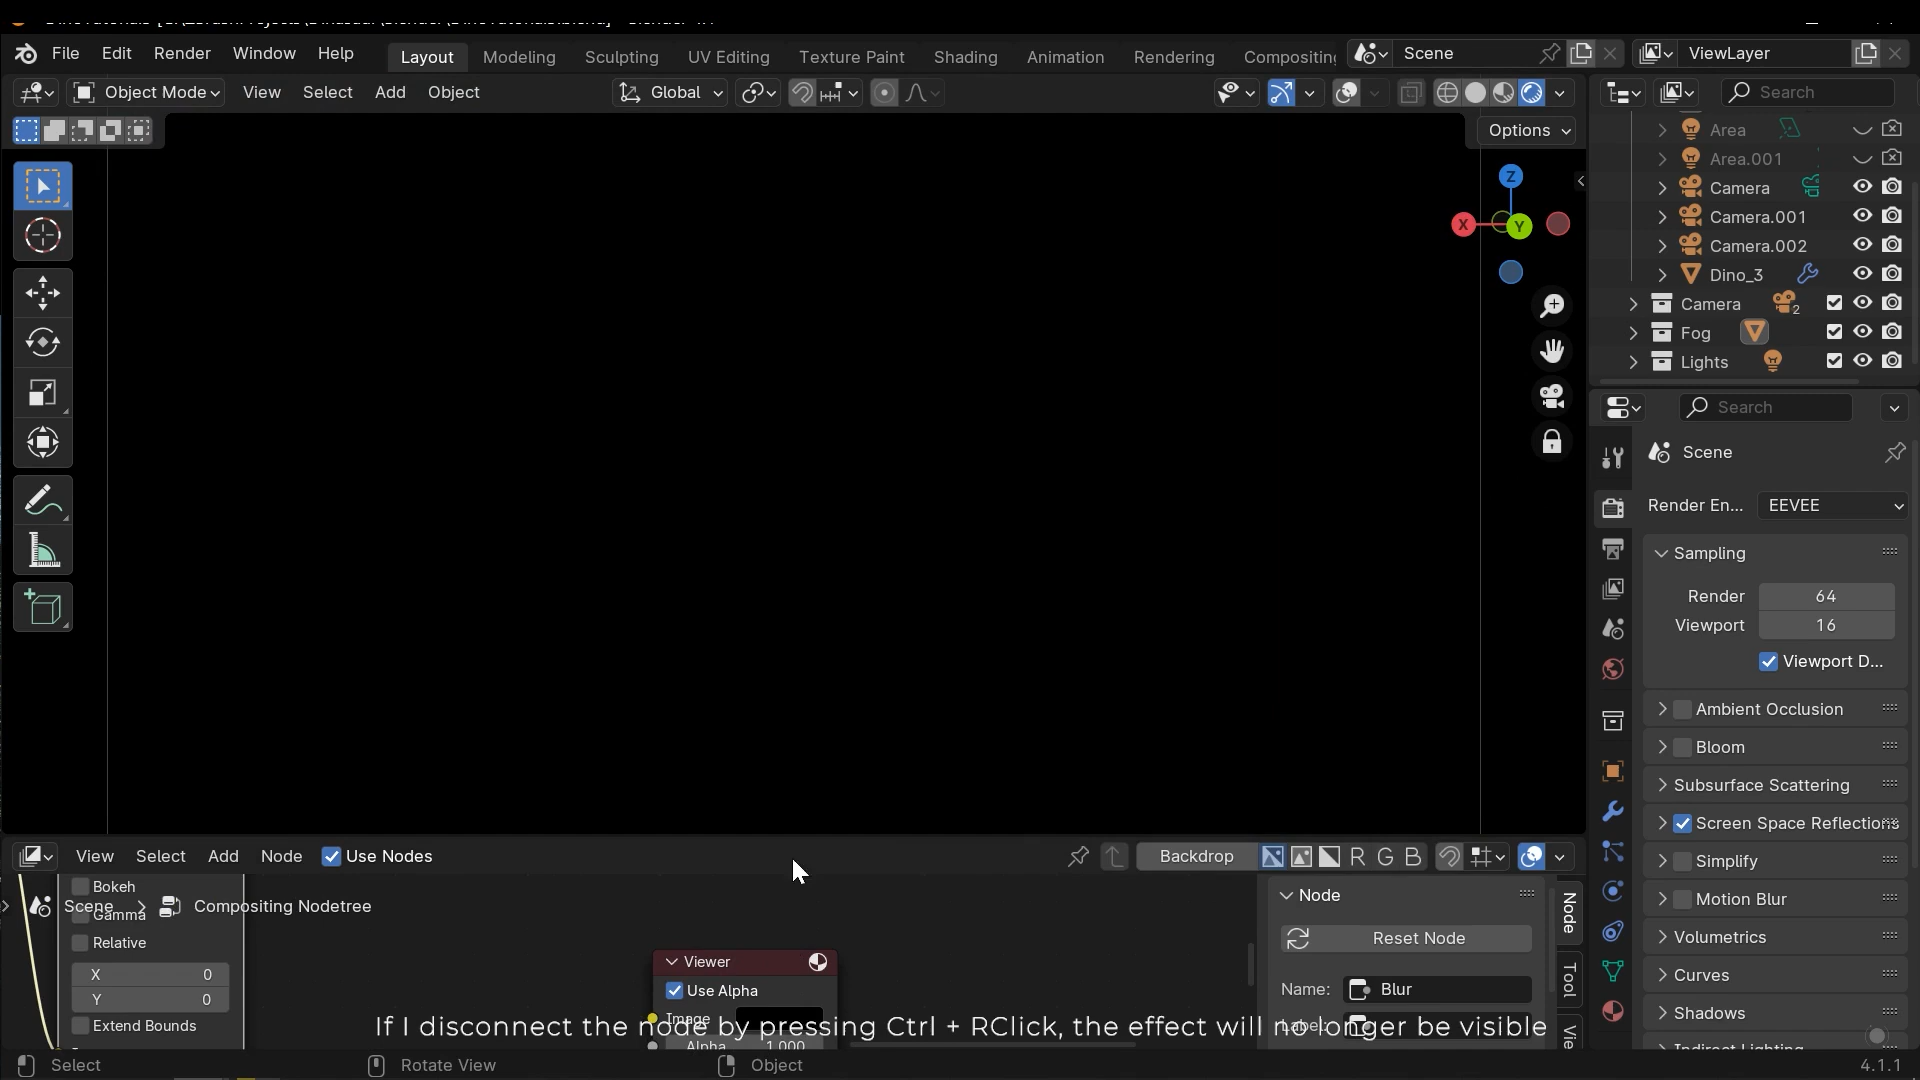 File Edit Render Window Help Layout Modeling Sculpting UV Editing Texture Paint Shading Animation Rendering Compositing Scene ViewLayer
Object Mode View Select Add Object Global Search
Options
Area
Area.001
Camera
Camera.001
Camera.002
Dino_3
Camera 2
Fog
Lights
Z
X Y
Search
Scene
Render En... EEVEE
Sampling
Render 64
Viewport 16
Viewport D...
Ambient Occlusion
Bloom
Subsurface Scattering
Screen Space Reflections
Simplify
Motion Blur
Volumetrics
Curves
Shadows
Indirect Lighting
View Select Add Node Use Nodes Backdrop R G B
Bokeh
Scene Compositing Nodetree
Gamma
Relative
X 0
Y 0
Extend Bounds
Viewer
Use Alpha
Image
Alpha 1.000
Node
Reset Node
Name: Blur
Label:
Node
Tool
If I disconnect the node by pressing Ctrl + RClick, the effect will no longer be visible
Select Rotate View Object 4.1.1